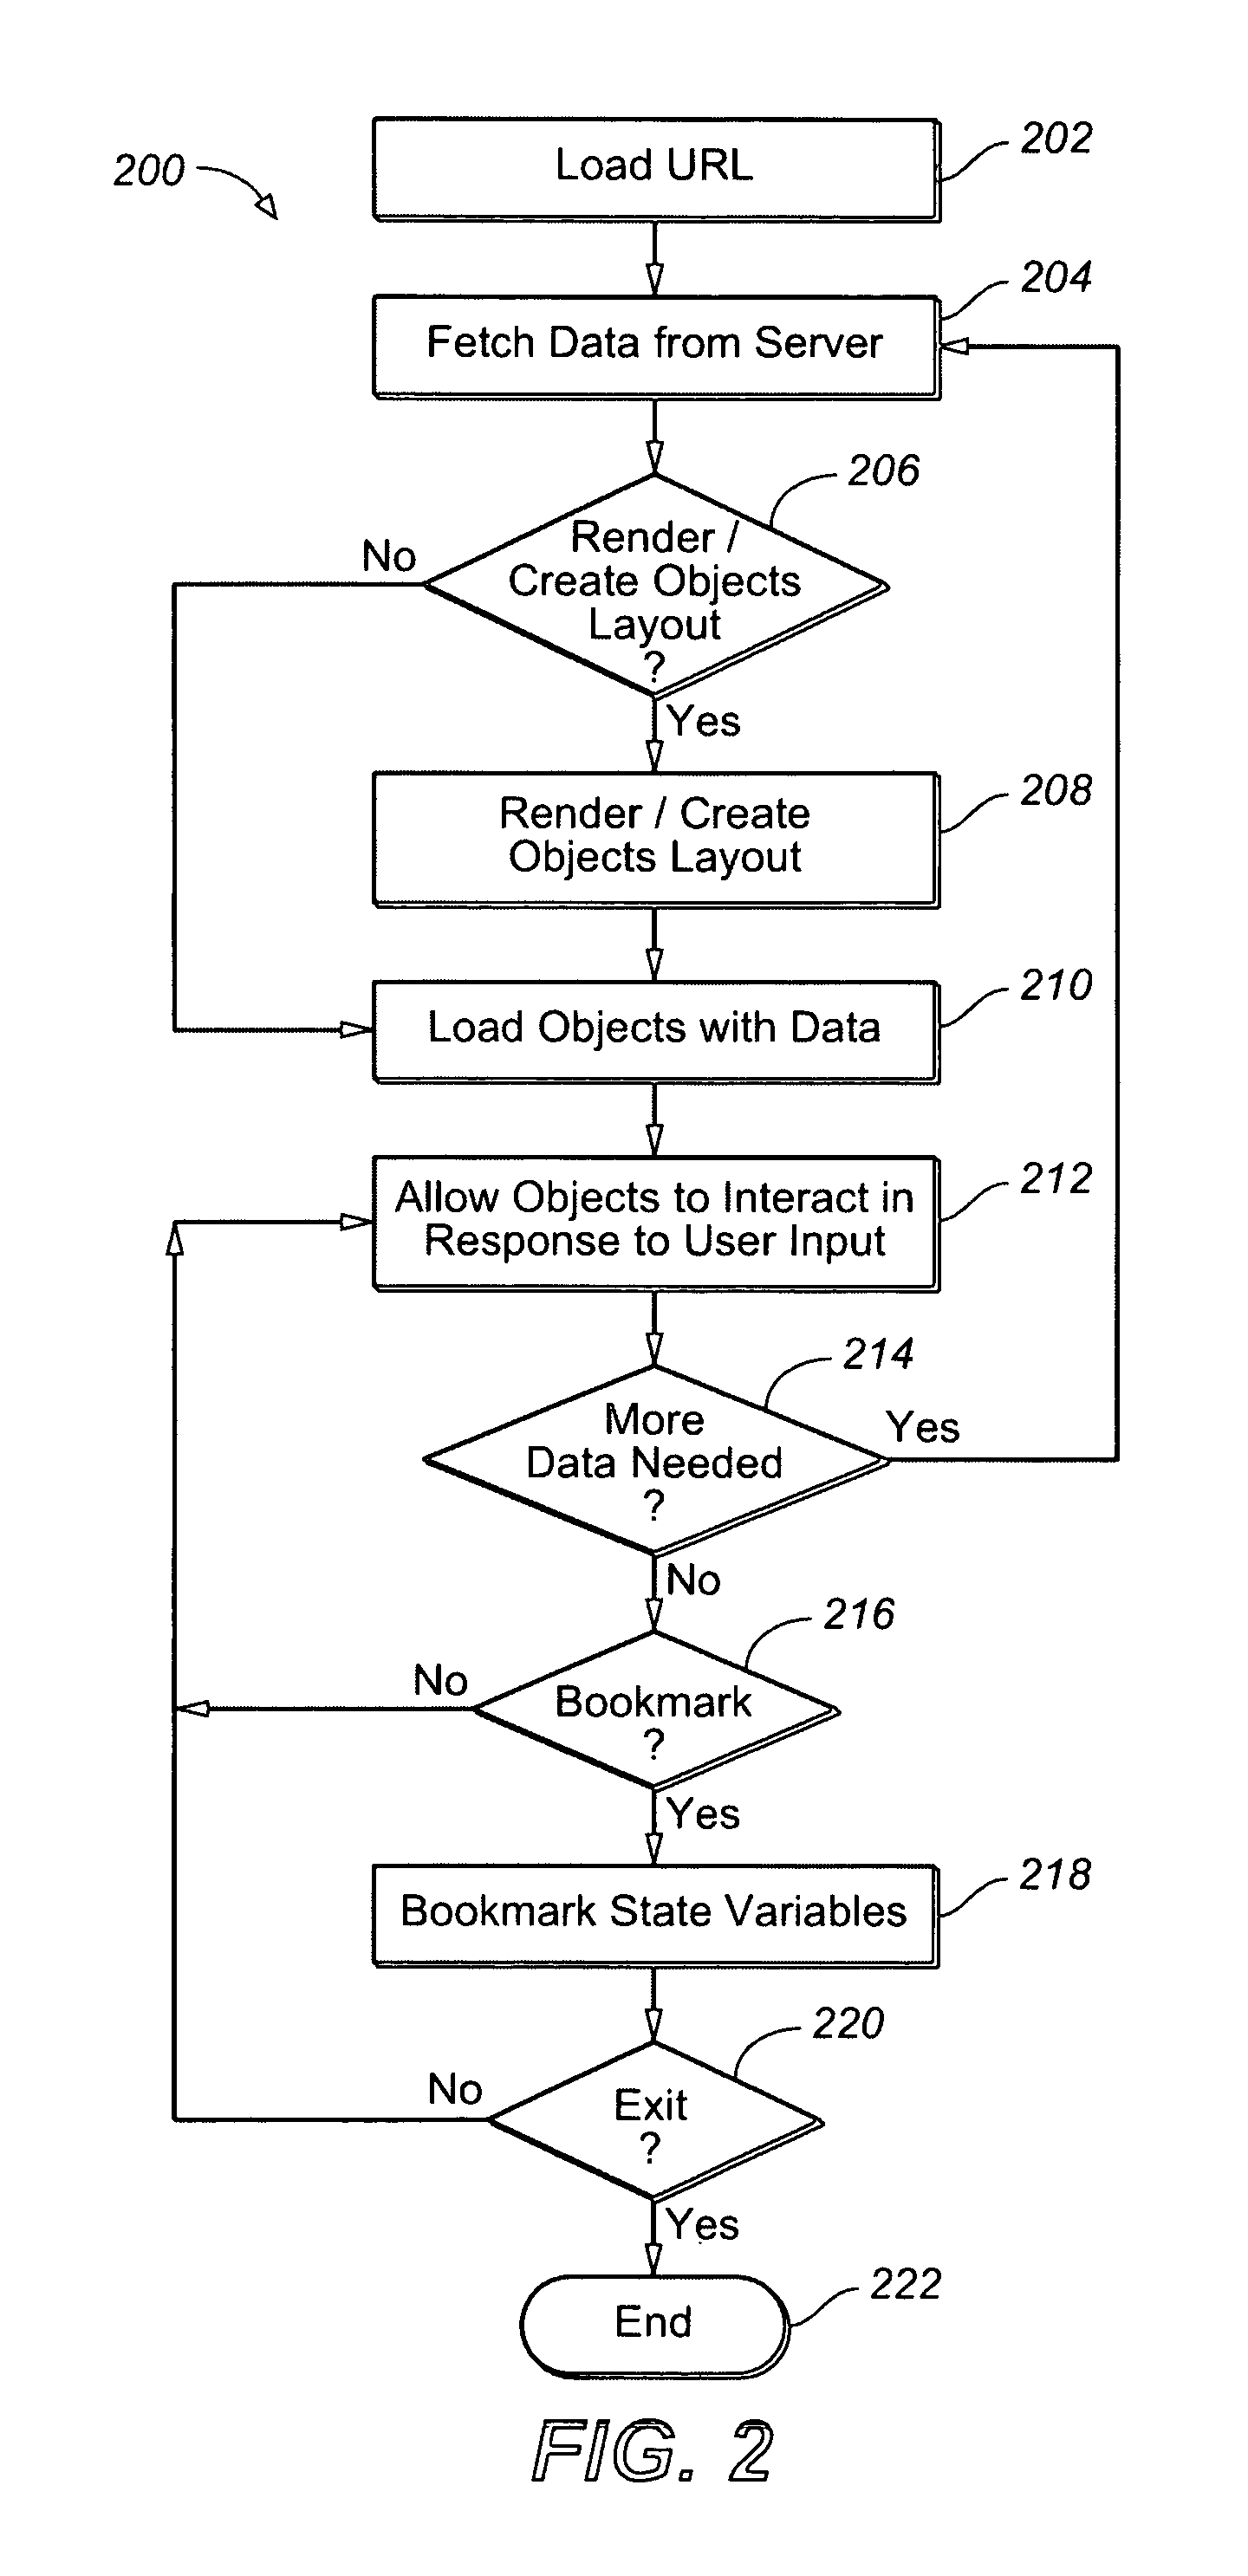 200
Load URL
202
Fetch Data from Server
204
Render /
Create Objects
Layout
?
206
No
Yes
Render / Create
Objects Layout
208
Load Objects with Data
210
Allow Objects to Interact in
Response to User Input
212
More
Data Needed
?
214
Yes
No
Bookmark
?
216
No
Yes
Bookmark State Variables
218
Exit
?
220
No
Yes
End
222
FIG. 2